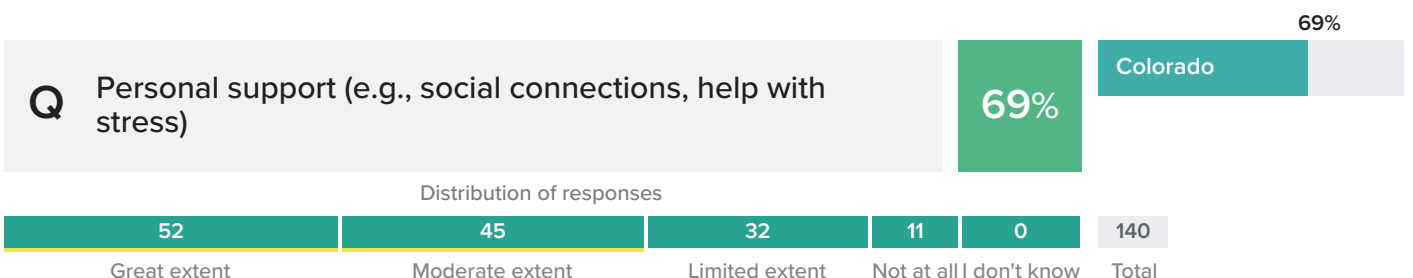 69%
Q Personal support (e.g., social connections, help with
stress)
69%
Colorado
Distribution of responses
52 45 32 11 0 140
Great extent Moderate extent Limited extent Not at all I don't know Total